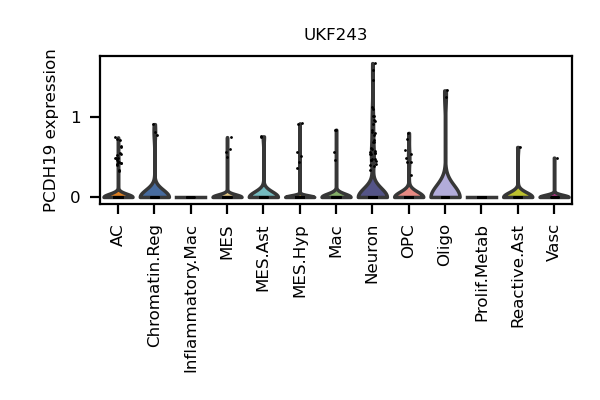 UKF243
PCDH19 expression
1
0
AC
Chromatin.Reg
Inflammatory.Mac
MES
MES.Ast
MES.Hyp
Mac
Neuron
OPC
Oligo
Prolif.Metab
Reactive.Ast
Vasc